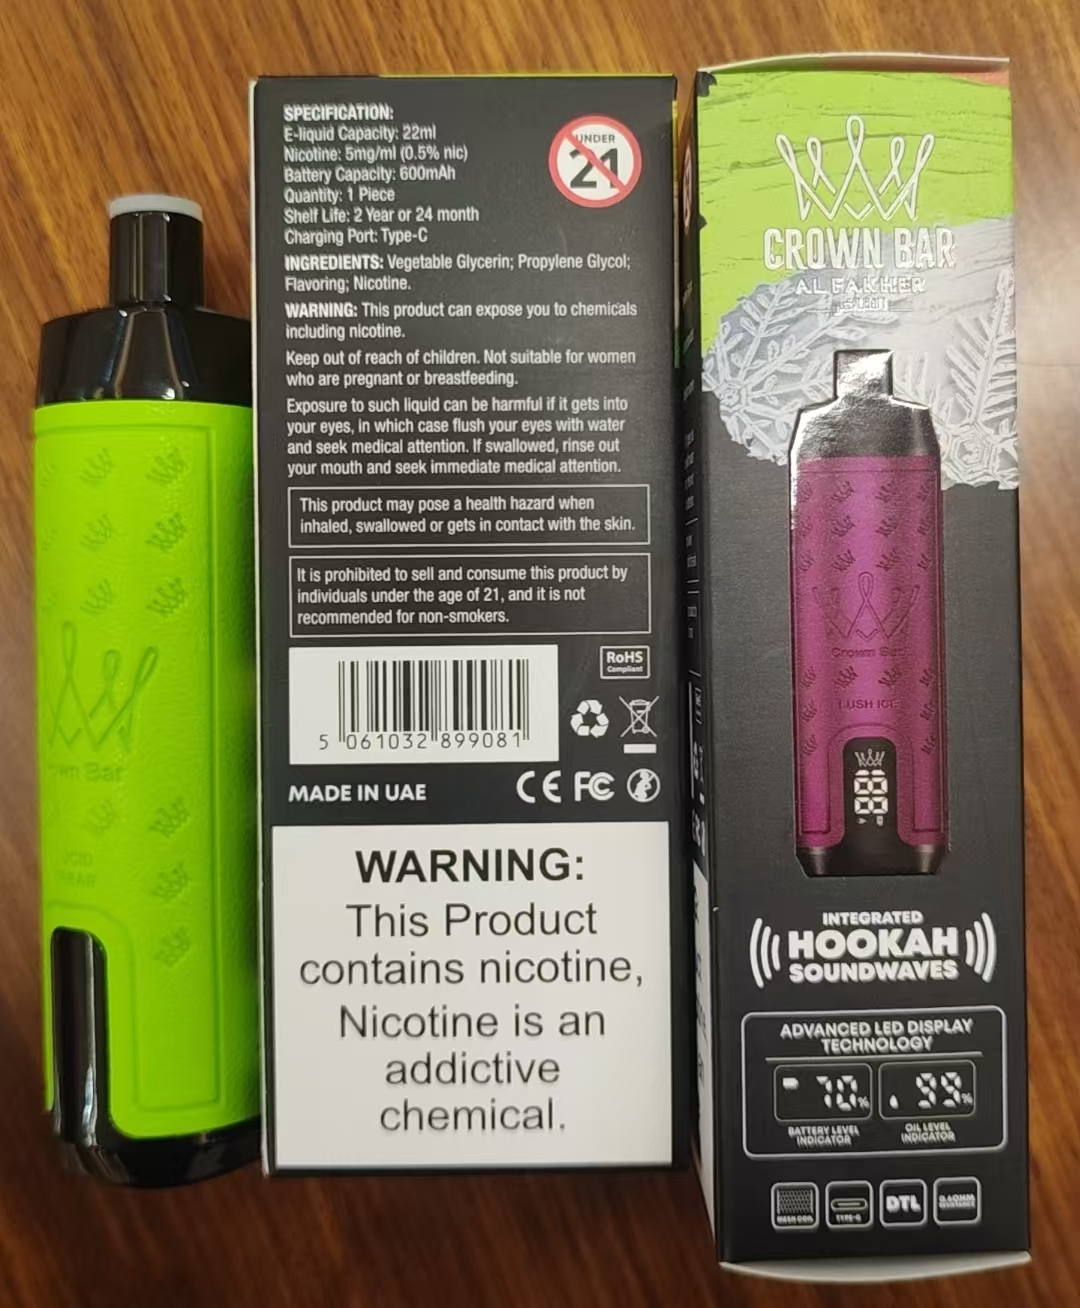 SPECIFICATION:
E-liquid Capacity: 22ml
Nicotine: 5mg/ml (0.5% nic)
Battery Capacity: 600mAh
Quantity: 1 Piece
Shelf Life: 2 Year or 24 month
Charging Port: Type-C
UNDER
21
INGREDIENTS: Vegetable Glycerin; Propylene Glycol;
Flavoring; Nicotine.
WARNING: This product can expose you to chemicals
including nicotine.
Keep out of reach of children. Not suitable for women
who are pregnant or breastfeeding.
Exposure to such liquid can be harmful if it gets into
your eyes, in which case flush your eyes with water
and seek medical attention. If swallowed, rinse out
your mouth and seek immediate medical attention.
This product may pose a health hazard when
inhaled, swallowed or gets in contact with the skin.
It is prohibited to sell and consume this product by
individuals under the age of 21, and it is not
recommended for non-smokers.
RoHS
Compliant
5 061032 899081
MADE IN UAE
CE FC
WARNING:
This Product
contains nicotine,
Nicotine is an
addictive
chemical.
CROWN BAR
AL FAKHER
Crown Bar
LUSH ICE
88
INTEGRATED
HOOKAH
SOUNDWAVES
ADVANCED LED DISPLAY
TECHNOLOGY
70%
99%
BATTERY LEVEL
INDICATOR
OIL LEVEL
INDICATOR
MESH COIL
TYPE-C
DTL
RESISTANCE
Bar